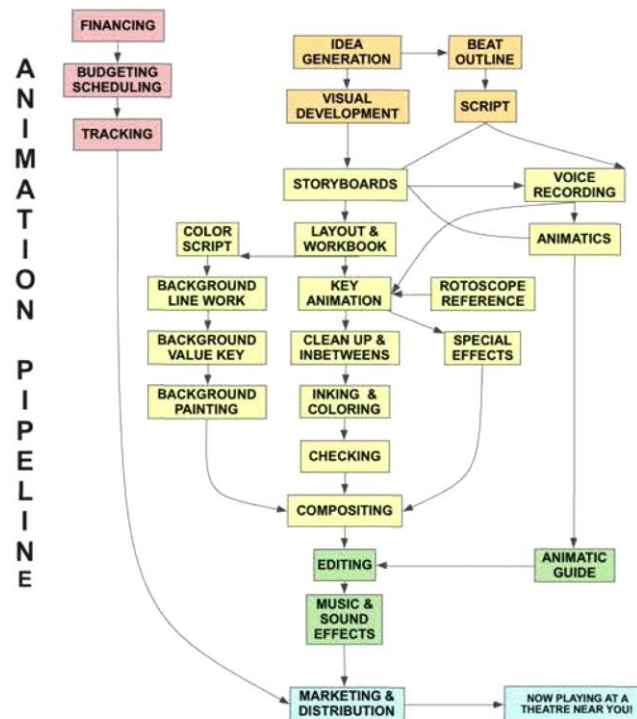 ANIMATION PIPELINE
FINANCING
BUDGETING
SCHEDULING
TRACKING
IDEA
GENERATION
BEAT
OUTLINE
VISUAL
DEVELOPMENT
SCRIPT
STORYBOARDS
VOICE
RECORDING
COLOR
SCRIPT
LAYOUT &
WORKBOOK
ANIMATICS
BACKGROUND
LINE WORK
KEY
ANIMATION
ROTOSCOPE
REFERENCE
BACKGROUND
VALUE KEY
CLEAN UP &
INBETWEENS
SPECIAL
EFFECTS
BACKGROUND
PAINTING
INKING &
COLORING
CHECKING
COMPOSITING
EDITING
ANIMATIC
GUIDE
MUSIC &
SOUND
EFFECTS
MARKETING &
DISTRIBUTION
NOW PLAYING AT A
THEATRE NEAR YOU!